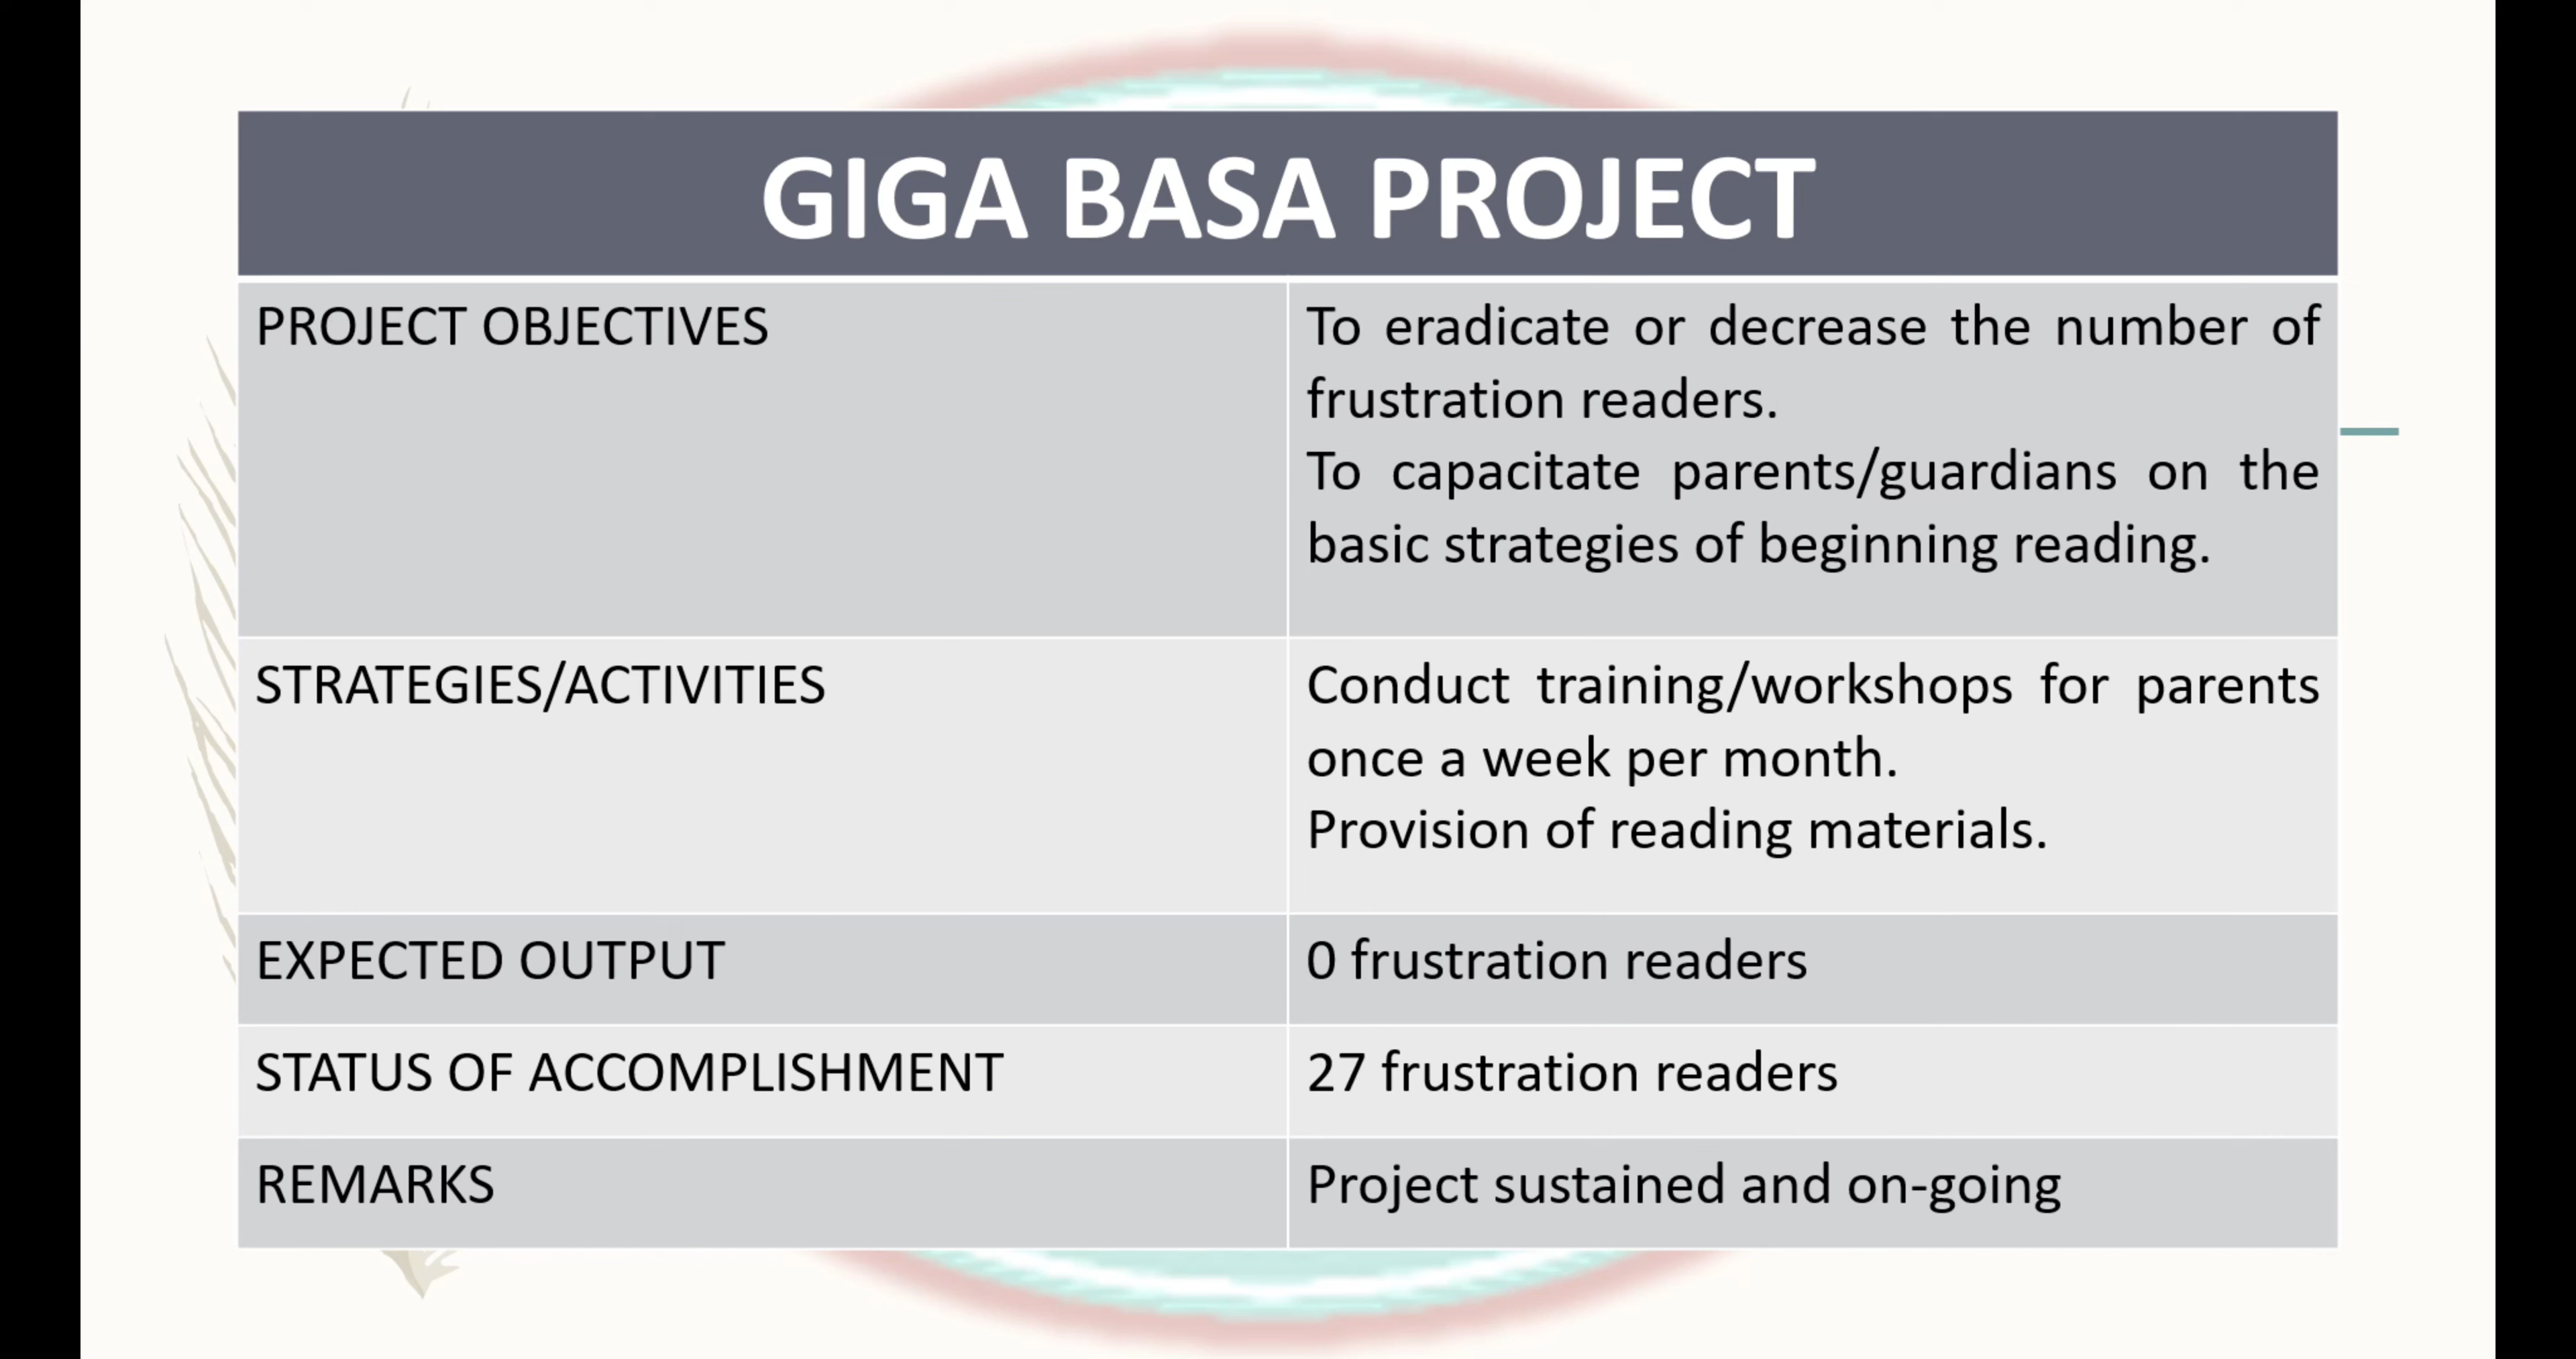 GIGA BASA PROJECT
PROJECT OBJECTIVES
To eradicate or decrease the number of
frustration readers.
To capacitate parents/guardians on the
basic strategies of beginning reading.
STRATEGIES/ACTIVITIES
Conduct training/workshops for parents
once a week per month.
Provision of reading materials.
EXPECTED OUTPUT
0 frustration readers
STATUS OF ACCOMPLISHMENT
27 frustration readers
REMARKS
Project sustained and on-going